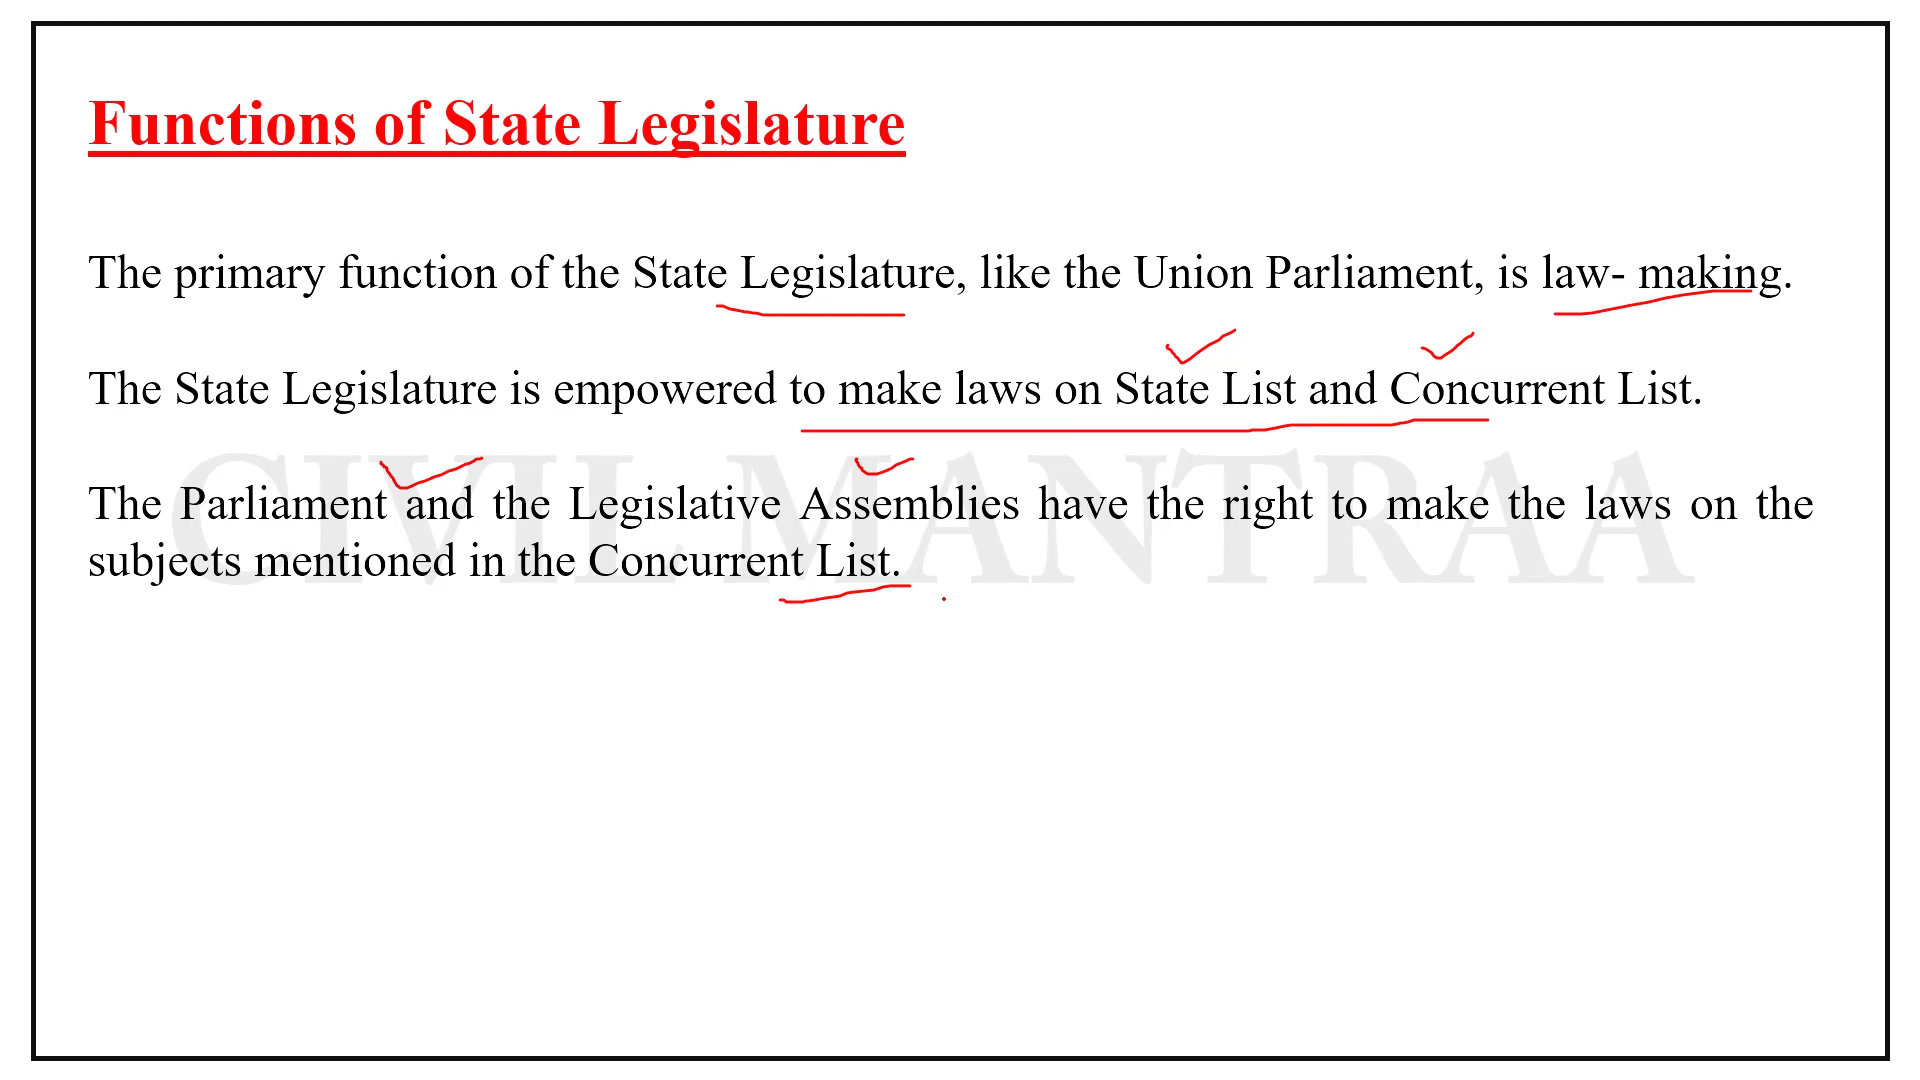 Functions of State Legislature
The primary function of the State Legislature, like the Union Parliament, is law- making.
The State Legislature is empowered to make laws on State List and Concurrent List.
CIVIL MANTRAA
The Parliament and the Legislative Assemblies have the right to make the laws on the
subjects mentioned in the Concurrent List.